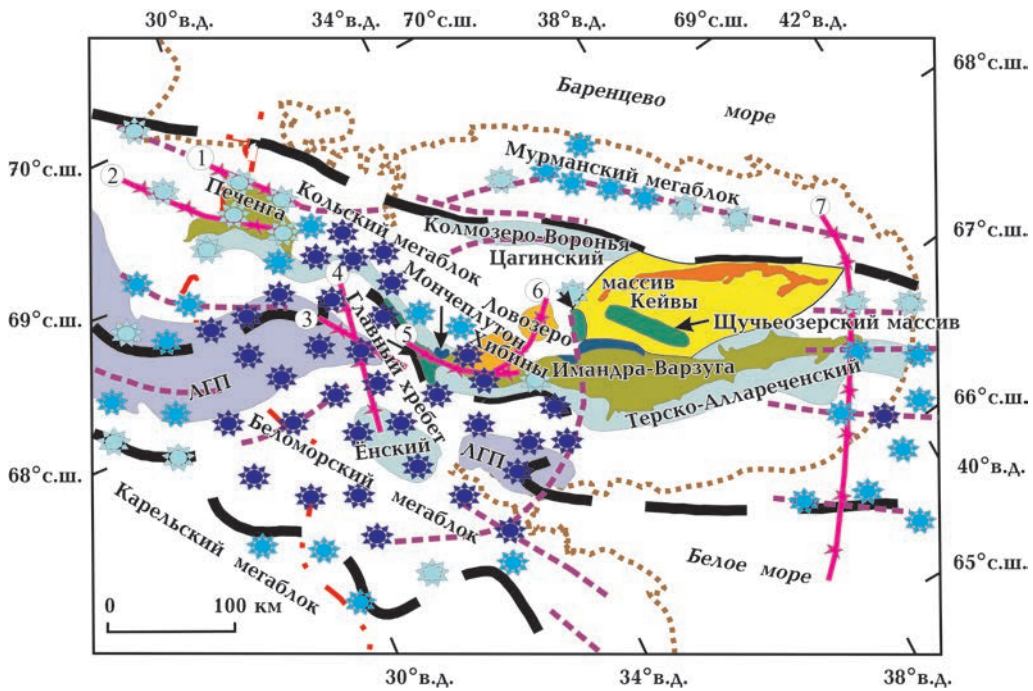 30°в.д.
34°в.д.
70°с.ш.
38°в.д.
69°с.ш.
42°в.д.
68°с.ш.
Баренцево море
70°с.ш.
1
2
Печенга
Кольский мегаблок
Мурманский мегаблок
7
67°с.ш.
Колмозеро-Воронья
Цагинский
массив
Кейвы
Щучьеозерский массив
4
3
5
6
Мончеплутон
Ловозеро
Хибины
Главный хребет
Имандра-Варзуга
69°с.ш.
ЛГП
Терско-Аллареченский
66°с.ш.
Ёнский
ЛГП
Беломорский мегаблок
68°с.ш.
40°в.д.
Карельский мегаблок
Белое море
65°с.ш.
0
100 км
30°в.д.
34°в.д.
38°в.д.